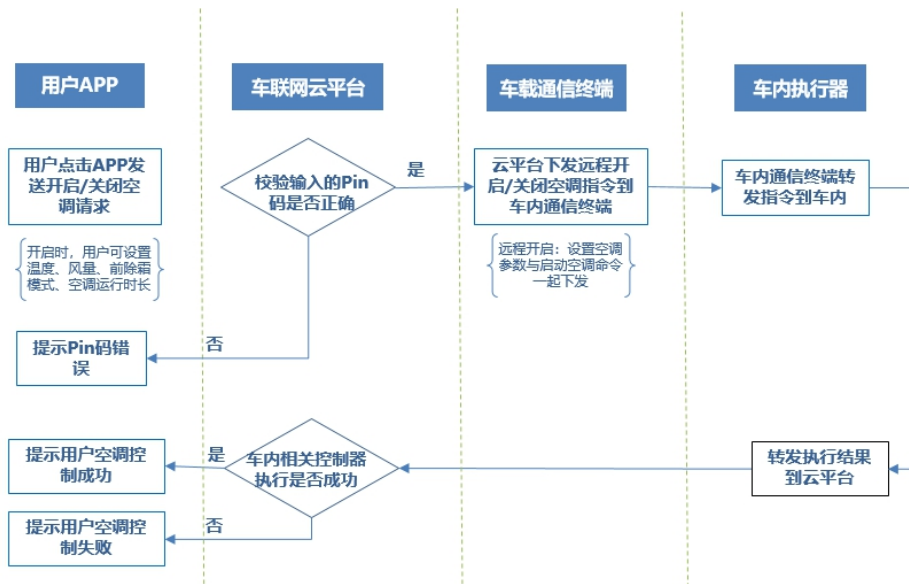 用户APP
车联网云平台
车载通信终端
车内执行器
用户点击APP发
送开启/关闭空
调请求
校验输入的Pin
码是否正确
是
云平台下发远程开
启/关闭空调指令到
车内通信终端
车内通信终端转
发指令到车内
开启时，用户可设置
温度、风量、前除霜
模式、空调运行时长
远程开启：设置空调
参数与启动空调命令
一起下发
否
提示Pin码错
误
提示用户空调控
制成功
是
车内相关控制器
执行是否成功
转发执行结果
到云平台
否
提示用户空调控
制失败